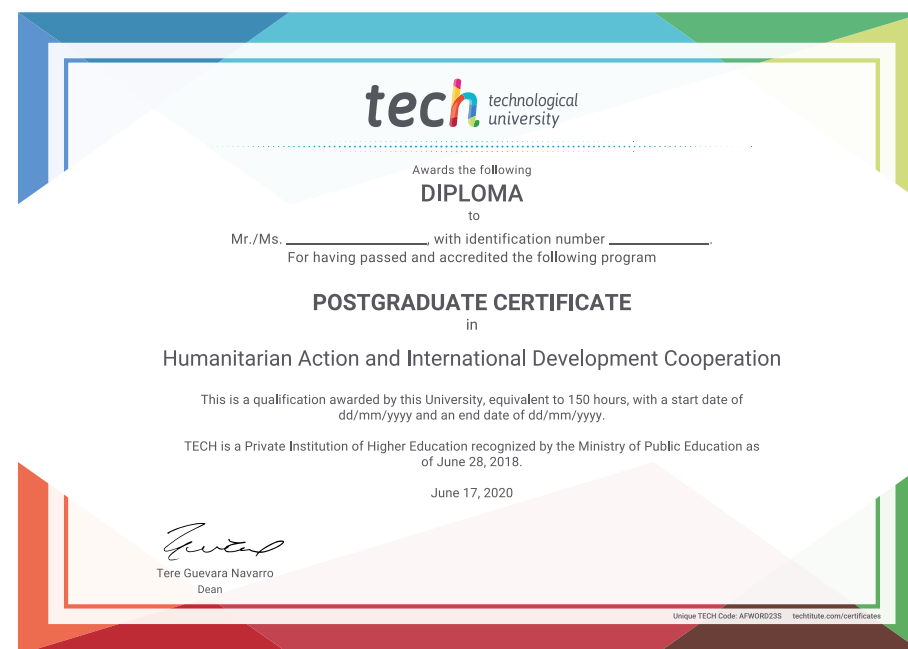 tech technological
university
Awards the following
DIPLOMA
to
Mr./Ms. ____________________, with identification number ______________.
For having passed and accredited the following program
POSTGRADUATE CERTIFICATE
in
Humanitarian Action and International Development Cooperation
This is a qualification awarded by this University, equivalent to 150 hours, with a start date of
dd/mm/yyyy and an end date of dd/mm/yyyy.
TECH is a Private Institution of Higher Education recognized by the Ministry of Public Education as
of June 28, 2018.
June 17, 2020
Tere Guevara Navarro
Dean
Unique TECH Code: AFWORD23S techtitute.com/certificates